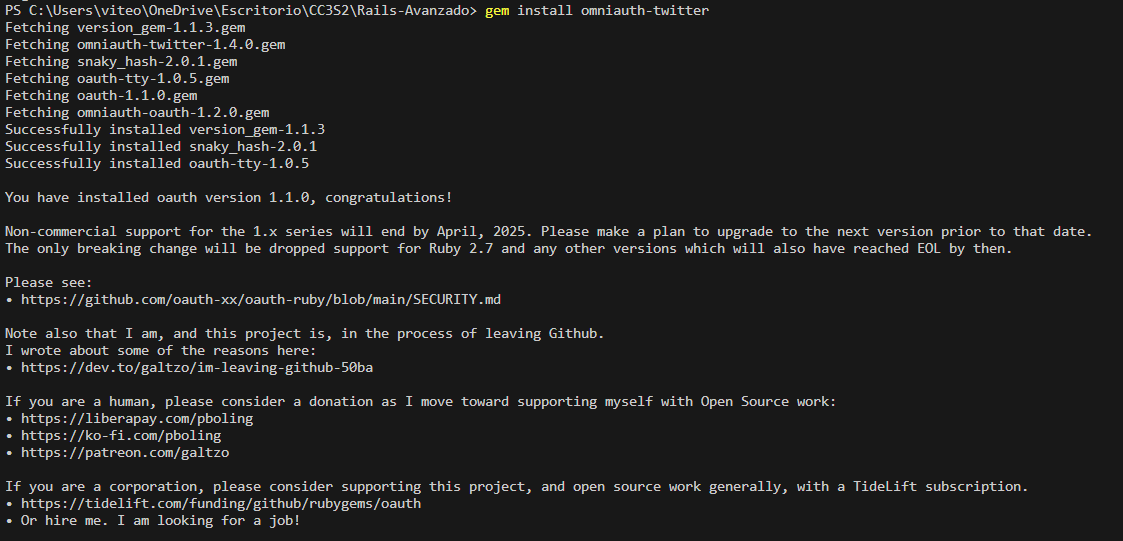 PS C:\Users\viteo\OneDrive\Escritorio\CC3S2\Rails-Avanzado> gem install omniauth-twitter
Fetching version_gem-1.1.3.gem
Fetching omniauth-twitter-1.4.0.gem
Fetching snaky_hash-2.0.1.gem
Fetching oauth-tty-1.0.5.gem
Fetching oauth-1.1.0.gem
Fetching omniauth-oauth-1.2.0.gem
Successfully installed version_gem-1.1.3
Successfully installed snaky_hash-2.0.1
Successfully installed oauth-tty-1.0.5

You have installed oauth version 1.1.0, congratulations!

Non-commercial support for the 1.x series will end by April, 2025. Please make a plan to upgrade to the next version prior to that date.
The only breaking change will be dropped support for Ruby 2.7 and any other versions which will also have reached EOL by then.

Please see:
• https://github.com/oauth-xx/oauth-ruby/blob/main/SECURITY.md

Note also that I am, and this project is, in the process of leaving Github.
I wrote about some of the reasons here:
• https://dev.to/galtzo/im-leaving-github-50ba

If you are a human, please consider a donation as I move toward supporting myself with Open Source work:
• https://liberapay.com/pboling
• https://ko-fi.com/pboling
• https://patreon.com/galtzo

If you are a corporation, please consider supporting this project, and open source work generally, with a TideLift subscription.
• https://tidelift.com/funding/github/rubygems/oauth
• Or hire me. I am looking for a job!